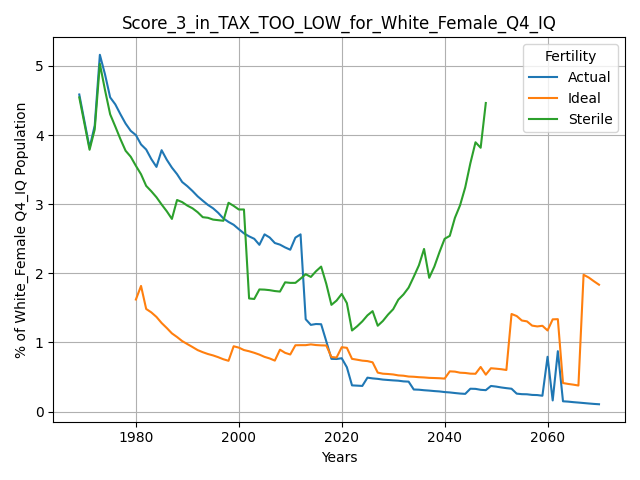 Score_3_in_TAX_TOO_LOW_for_White_Female_Q4_IQ
Fertility
Actual
Ideal
Sterile
% of White_Female Q4_IQ Population
5
4
3
2
1
0
1980 2000 2020 2040 2060
Years